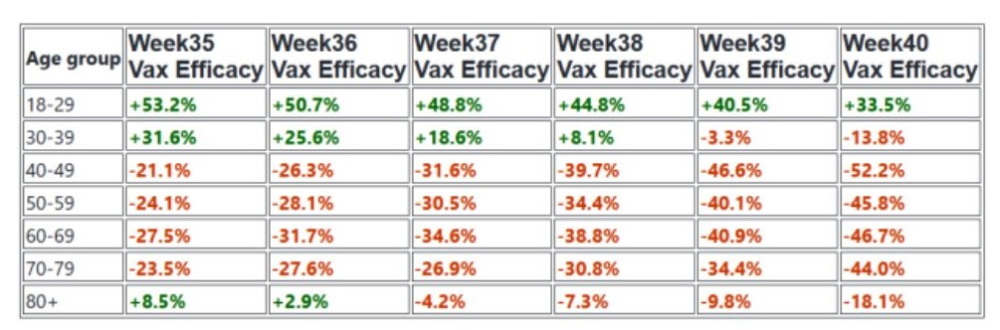 Age group Week35 Vax Efficacy Week36 Vax Efficacy Week37 Vax Efficacy Week38 Vax Efficacy Week39 Vax Efficacy Week40 Vax Efficacy
18-29 +53.2% +50.7% +48.8% +44.8% +40.5% +33.5%
30-39 +31.6% +25.6% +18.6% +8.1% -3.3% -13.8%
40-49 -21.1% -26.3% -31.6% -39.7% -46.6% -52.2%
50-59 -24.1% -28.1% -30.5% -34.4% -40.1% -45.8%
60-69 -27.5% -31.7% -34.6% -38.8% -40.9% -46.7%
70-79 -23.5% -27.6% -26.9% -30.8% -34.4% -44.0%
80+ +8.5% +2.9% -4.2% -7.3% -9.8% -18.1%